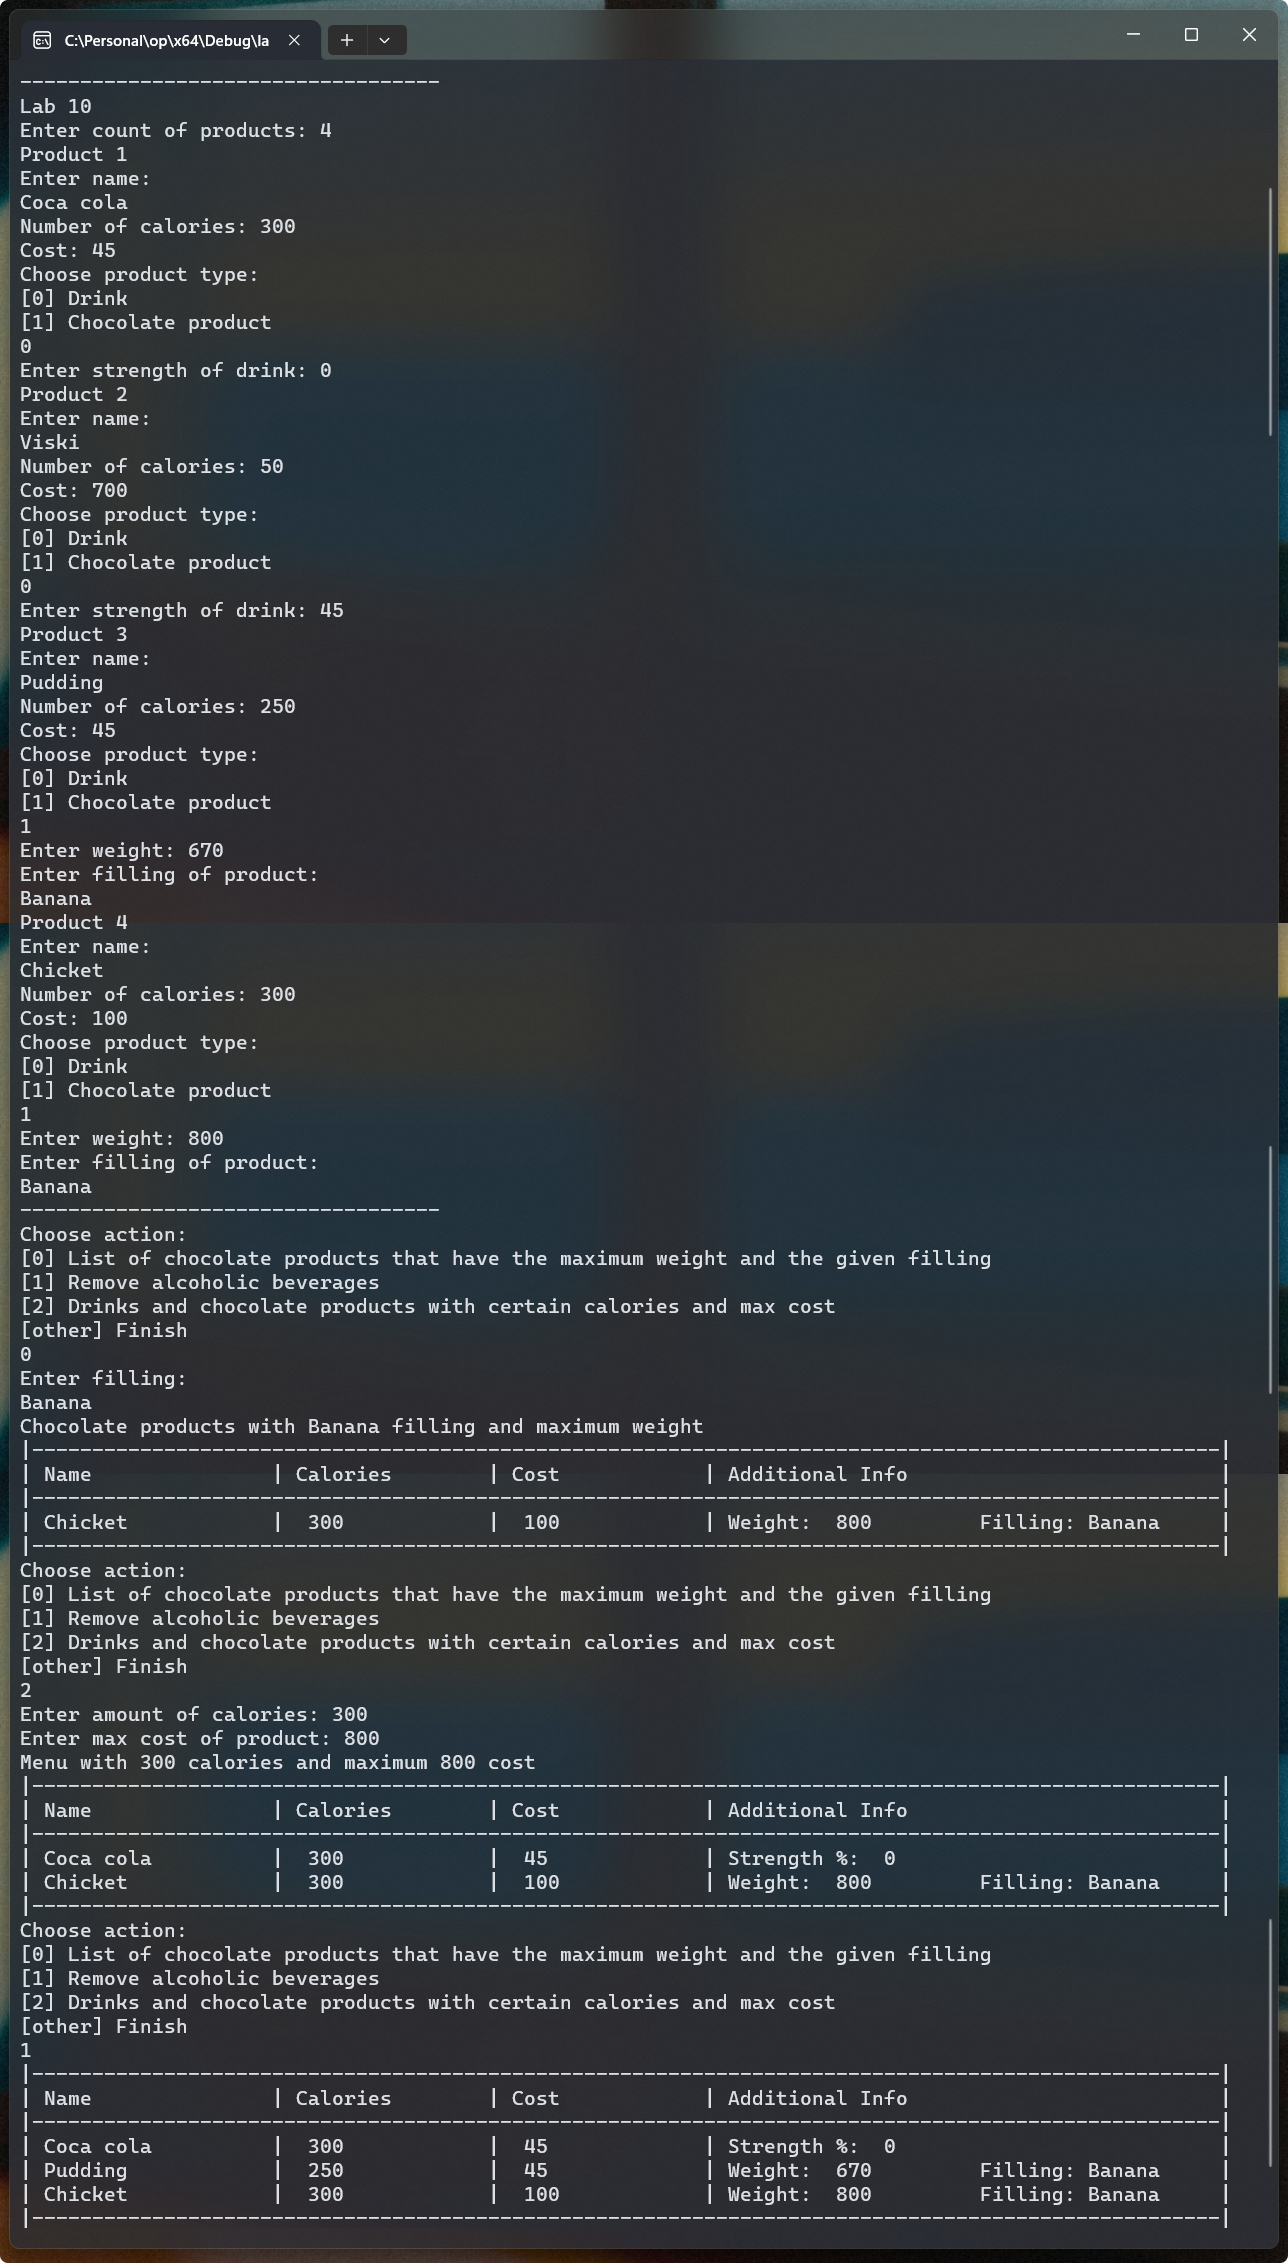 C:\Personal\op\x64\Debug\la
----------------------------------
Lab 10
Enter count of products: 4
Product 1
Enter name:
Coca cola
Number of calories: 300
Cost: 45
Choose product type:
[0] Drink
[1] Chocolate product
0
Enter strength of drink: 0
Product 2
Enter name:
Viski
Number of calories: 50
Cost: 700
Choose product type:
[0] Drink
[1] Chocolate product
0
Enter strength of drink: 45
Product 3
Enter name:
Pudding
Number of calories: 250
Cost: 45
Choose product type:
[0] Drink
[1] Chocolate product
1
Enter weight: 670
Enter filling of product:
Banana
Product 4
Enter name:
Chicket
Number of calories: 300
Cost: 100
Choose product type:
[0] Drink
[1] Chocolate product
1
Enter weight: 800
Enter filling of product:
Banana
----------------------------------
Choose action:
[0] List of chocolate products that have the maximum weight and the given filling
[1] Remove alcoholic beverages
[2] Drinks and chocolate products with certain calories and max cost
[other] Finish
0
Enter filling:
Banana
Chocolate products with Banana filling and maximum weight
|---------------------------------------------------------------------------------------------------|
| Name | Calories | Cost | Additional Info |
|---------------------------------------------------------------------------------------------------|
| Chicket | 300 | 100 | Weight: 800 Filling: Banana |
|---------------------------------------------------------------------------------------------------|
Choose action:
[0] List of chocolate products that have the maximum weight and the given filling
[1] Remove alcoholic beverages
[2] Drinks and chocolate products with certain calories and max cost
[other] Finish
2
Enter amount of calories: 300
Enter max cost of product: 800
Menu with 300 calories and maximum 800 cost
|---------------------------------------------------------------------------------------------------|
| Name | Calories | Cost | Additional Info |
|---------------------------------------------------------------------------------------------------|
| Coca cola | 300 | 45 | Strength %: 0 |
| Chicket | 300 | 100 | Weight: 800 Filling: Banana |
|---------------------------------------------------------------------------------------------------|
Choose action:
[0] List of chocolate products that have the maximum weight and the given filling
[1] Remove alcoholic beverages
[2] Drinks and chocolate products with certain calories and max cost
[other] Finish
1
|---------------------------------------------------------------------------------------------------|
| Name | Calories | Cost | Additional Info |
|---------------------------------------------------------------------------------------------------|
| Coca cola | 300 | 45 | Strength %: 0 |
| Pudding | 250 | 45 | Weight: 670 Filling: Banana |
| Chicket | 300 | 100 | Weight: 800 Filling: Banana |
|---------------------------------------------------------------------------------------------------|